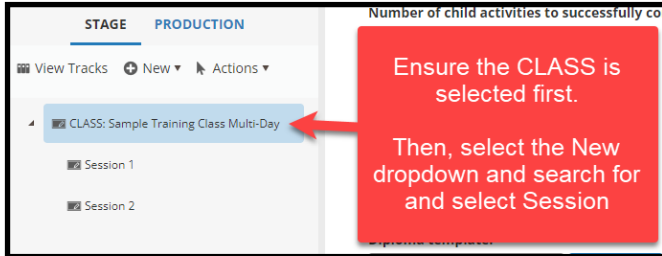 Number of child activities to successfully co
STAGE PRODUCTION
View Tracks New Actions
CLASS: Sample Training Class Multi-Day
Session 1
Session 2
Ensure the CLASS is
selected first.
Then, select the New
dropdown and search for
and select Session
Diploma template: